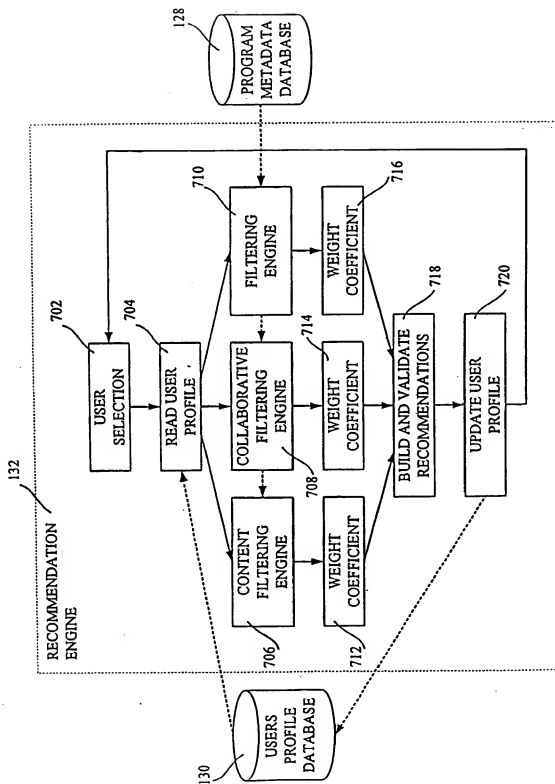 132
RECOMMENDATION
ENGINE
702
USER
SELECTION
704
READ USER
PROFILE
710
FILTERING
ENGINE
COLLABORATIVE
FILTERING
ENGINE
708
CONTENT
FILTERING
ENGINE
706
716
WEIGHT
COEFFICIENT
714
WEIGHT
COEFFICIENT
WEIGHT
COEFFICIENT
712
718
BUILD AND VALIDATE
RECOMMENDATIONS
720
UPDATE USER
PROFILE
128
PROGRAM
METADATA
DATABASE
130
USERS
PROFILE
DATABASE